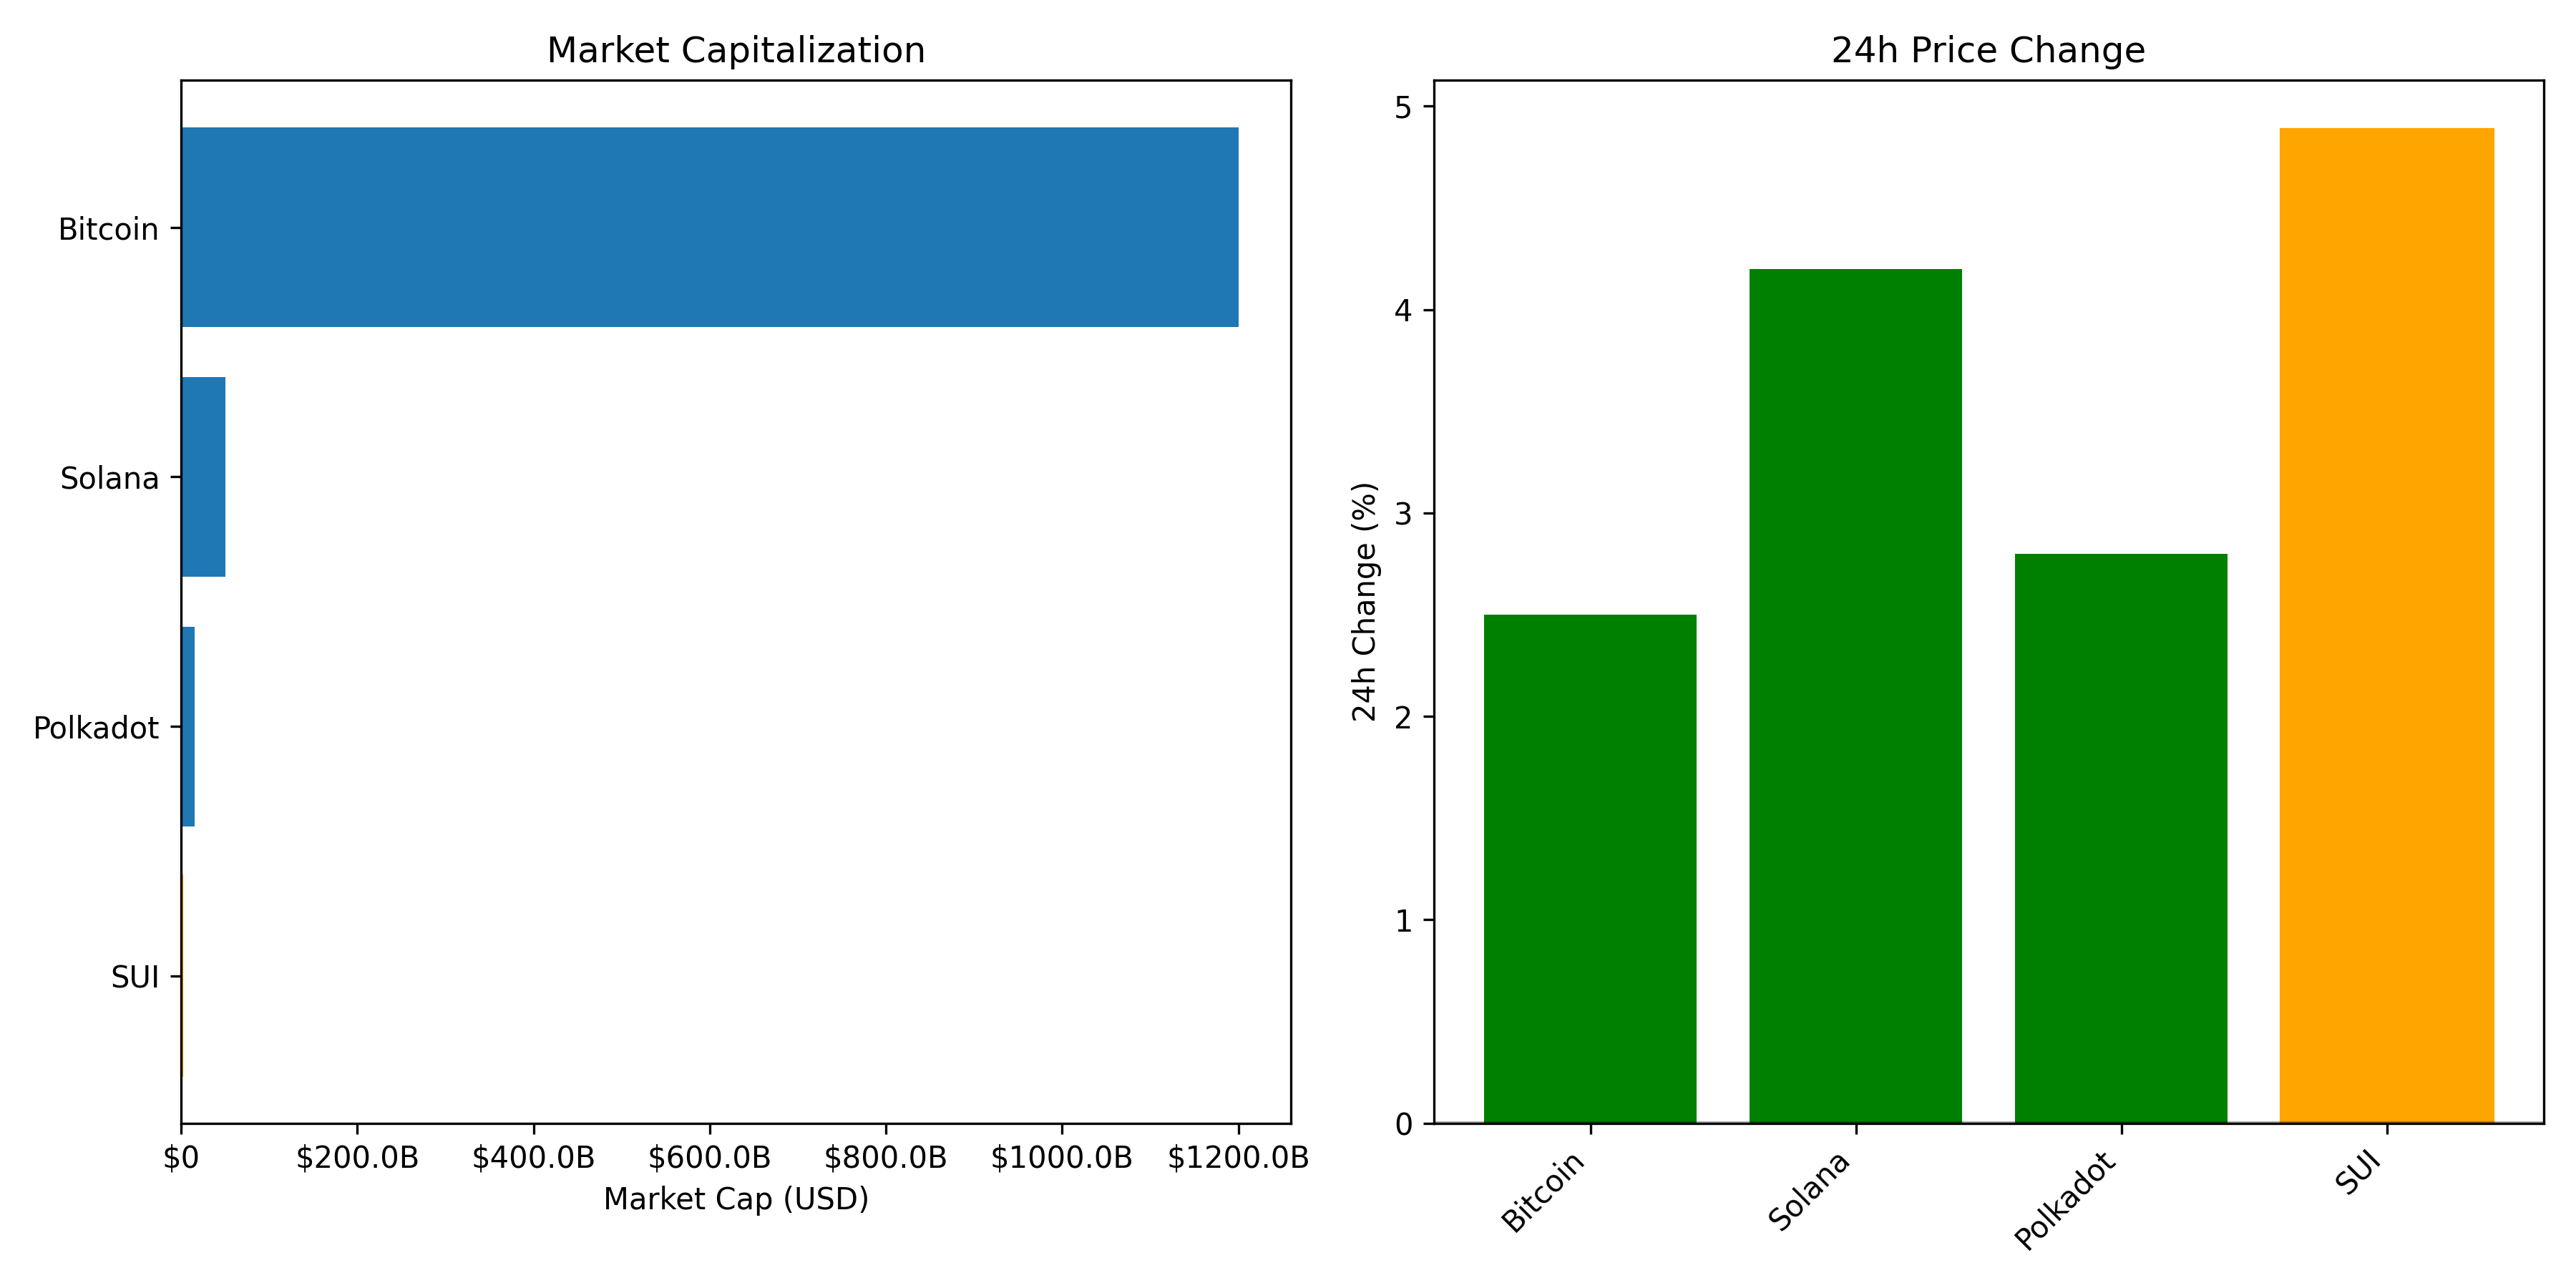 Market Capitalization
Bitcoin
Solana
Polkadot
SUI
$0 $200.0B $400.0B $600.0B $800.0B $1000.0B $1200.0B
Market Cap (USD)
24h Price Change
24h Change (%)
5
4
3
2
1
0
Bitcoin Solana Polkadot SUI